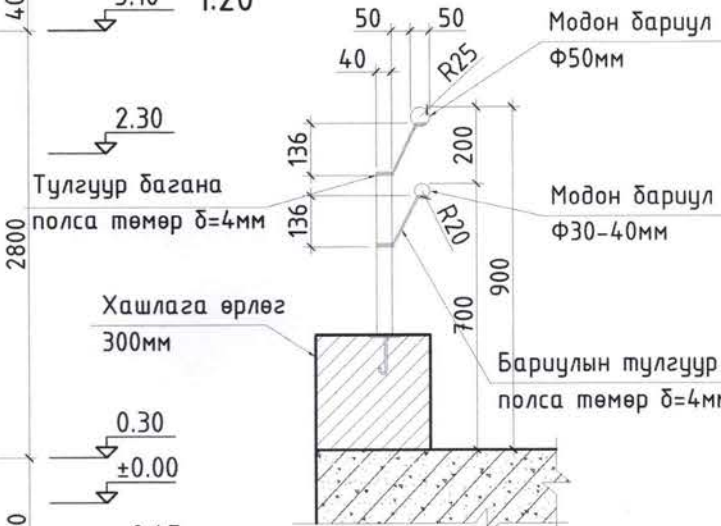 1:20
50
50
Модон бариул
Ф50мм
40
R25
2.30
136
200
Тулгуур багана
полса төмөр δ=4мм
Модон бариул
Ф30-40мм
136
R20
2800
900
700
Хашлага өрлөг
300мм
Бариулын тулгуур
полса төмөр δ=4мм
0.30
±0.00